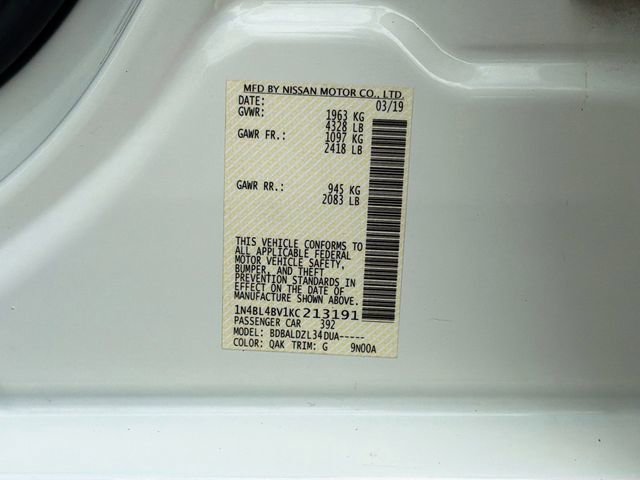 MFD BY NISSAN MOTOR CO., LTD.
DATE: 03/19
GVWR: 1963 KG
4328 LB
GAWR FR.: 1097 KG
2418 LB
GAWR RR.: 945 KG
2083 LB
THIS VEHICLE CONFORMS TO
ALL APPLICABLE FEDERAL
MOTOR VEHICLE SAFETY,
BUMPER, AND THEFT
PREVENTION STANDARDS IN
EFFECT ON THE DATE OF
MANUFACTURE SHOWN ABOVE.
1N4BL4BV1KC213191
PASSENGER CAR 392
MODEL: BDBALDZL34DUA-----
COLOR: QAK TRIM: G 9N00A